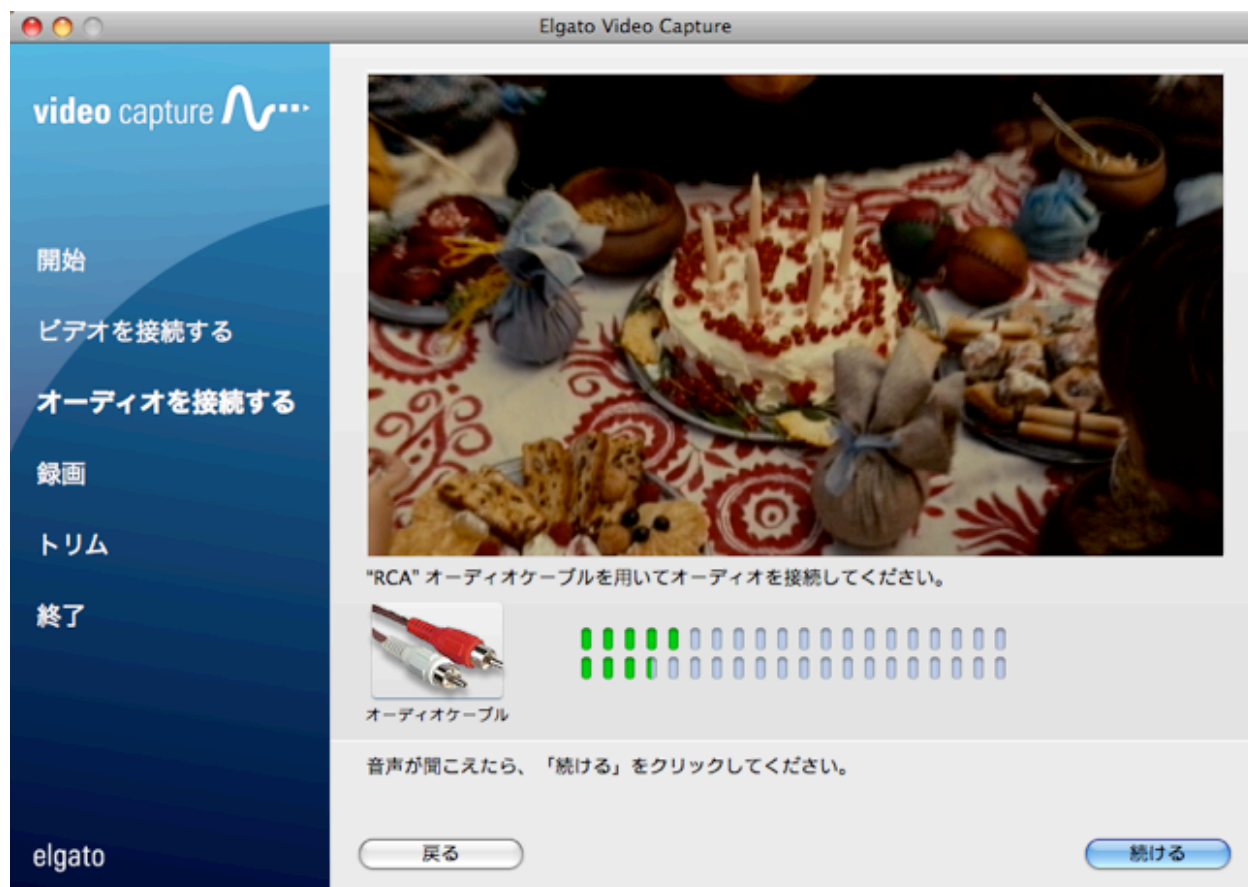 Elgato Video Capture
video capture
開始
ビデオを接続する
オーディオを接続する
録画
トリム
終了
elgato
"RCA" オーディオケーブルを用いてオーディオを接続してください。
オーディオケーブル
音声が聞こえたら、「続ける」をクリックしてください。
戻る
続ける